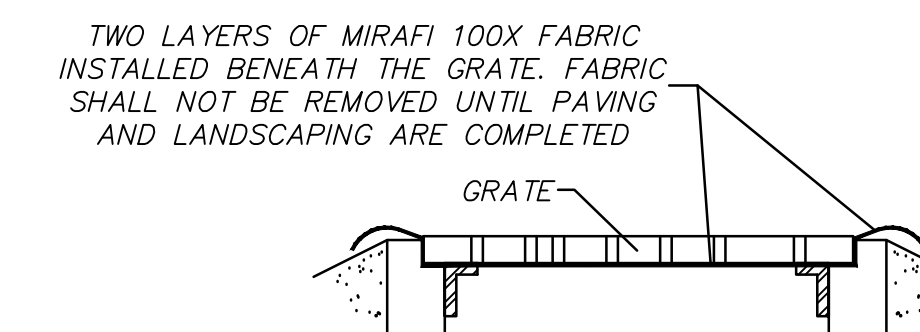 TWO LAYERS OF MIRAFI 100X FABRIC
INSTALLED BENEATH THE GRATE. FABRIC
SHALL NOT BE REMOVED UNTIL PAVING
AND LANDSCAPING ARE COMPLETED
GRATE